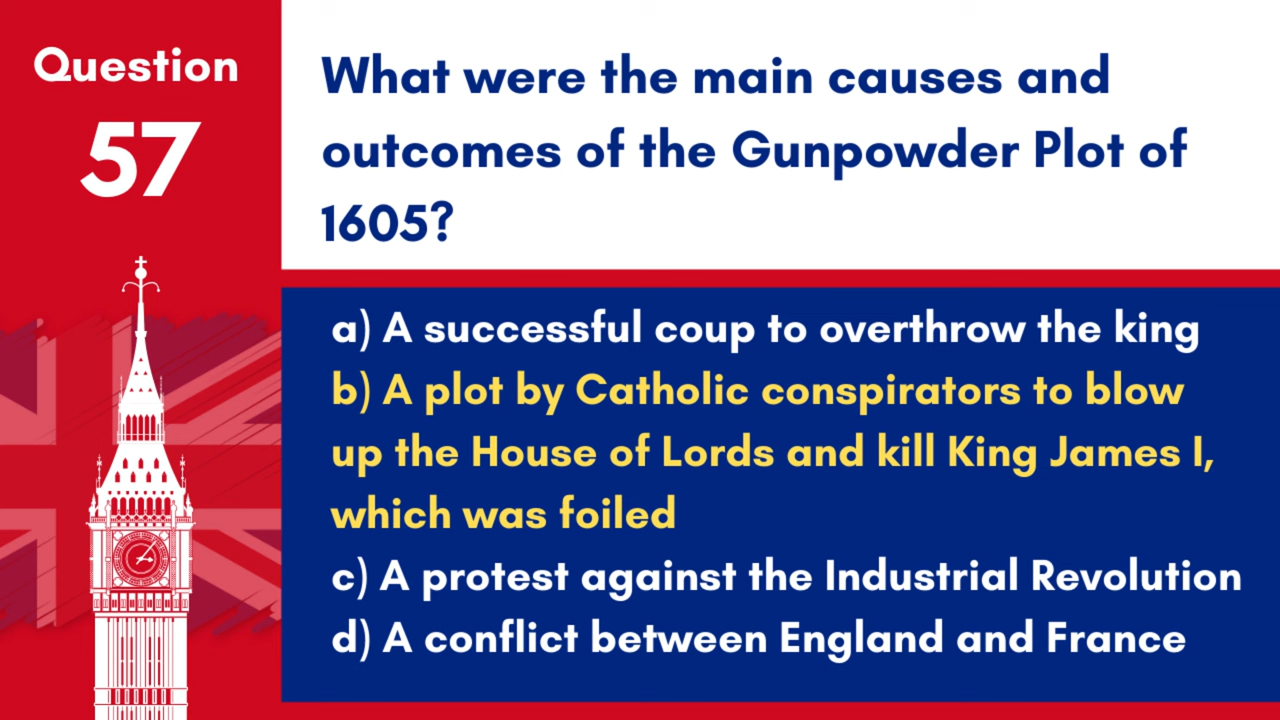 Question
57
What were the main causes and
outcomes of the Gunpowder Plot of
1605?
a) A successful coup to overthrow the king
b) A plot by Catholic conspirators to blow
up the House of Lords and kill King James I,
which was foiled
c) A protest against the Industrial Revolution
d) A conflict between England and France